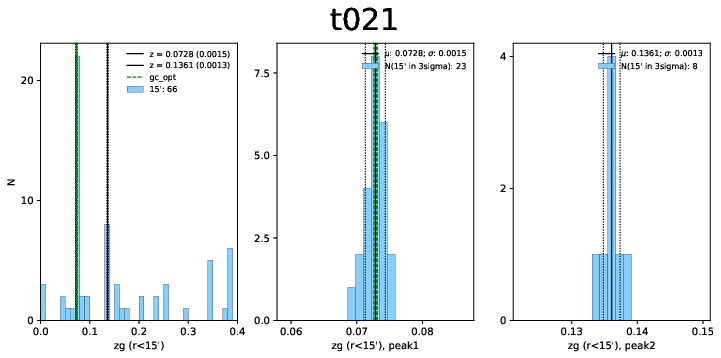 t021
z = 0.0728 (0.0015)
z = 0.1361 (0.0013)
gc_opt
15': 66
μ: 0.0728; σ: 0.0015
N(15' in 3sigma): 23
μ: 0.1361; σ: 0.0013
N(15' in 3sigma): 8
N
20
10
0
7.5
5.0
2.5
0.0
4
2
0
0.0 0.1 0.2 0.3 0.4
0.06 0.07 0.08
0.13 0.14 0.15
zg (r<15')
zg (r<15'), peak1
zg (r<15'), peak2